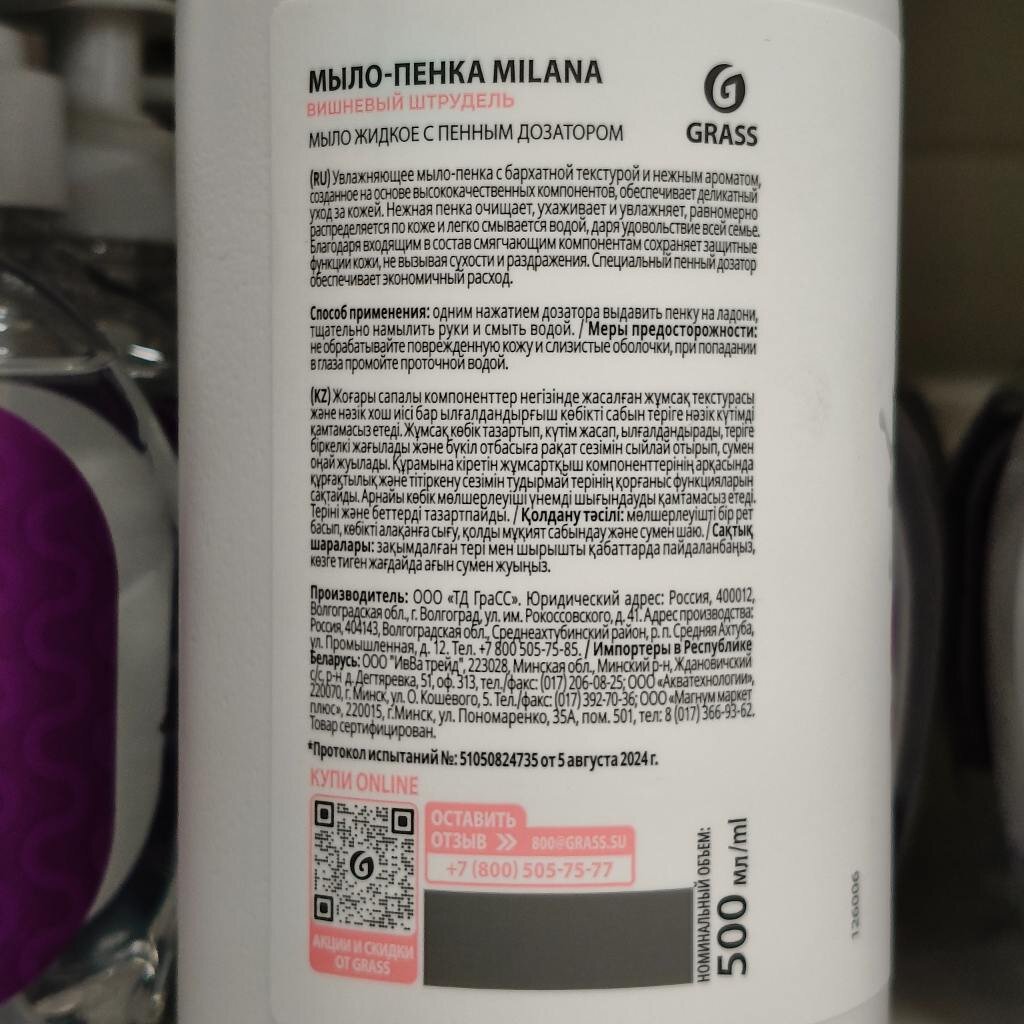 МЫЛО-ПЕНКА MILANA
ВИШНЕВЫЙ ШТРУДЕЛЬ
МЫЛО ЖИДКОЕ С ПЕННЫМ ДОЗАТОРОМ
GRASS
(RU) Увлажняющее мыло-пенка с бархатной текстурой и нежным ароматом,
созданное на основе высококачественных компонентов, обеспечивает деликатный
уход за кожей. Нежная пенка очищает, ухаживает и увлажняет, равномерно
распределяется по коже и легко смывается водой, даря удовольствие всей семье.
Благодаря входящим в состав смягчающим компонентам сохраняет защитные
функции кожи, не вызывая сухости и раздражения. Специальный пенный дозатор
обеспечивает экономичный расход.
Способ применения: одним нажатием дозатора выдавить пенку на ладони,
тщательно намылить руки и смыть водой. / Меры предосторожности:
не обрабатывайте поврежденную кожу и слизистые оболочки, при попадании
в глаза промойте проточной водой.
(KZ) Жоғары сапалы компоненттер негізінде жасалған жұмсақ текстурасы
және нәзік хош иісі бар ылғалдандырғыш көбікті сабын теріге нәзік күтімді
қамтамасыз етеді. Жұмсақ көбік тазартып, күтім жасап, ылғалдандырады, теріге
біркелкі жағылады және бүкіл отбасыға рақат сезімін сыйлай отырып, сумен
оңай жуылады. Құрамына кіретін жұмсартқыш компоненттерінің арқасында
құрғақтылық және тітіркену сезімін тудырмай терінің қорғаныс функцияларын
сақтайды. Арнайы көбік мөлшерлеуіші үнемді шығындауды қамтамасыз етеді.
Теріні және беттерді тазартпайды. / Қолдану тәсілі: мөлшерлеуішті бір рет
басып, көбікті алақанға сығу, қолды мұқият сабындау және сумен шаю. / Сақтық
шаралары: зақымдалған тері мен шырышты қабаттарда пайдаланбаңыз,
көзге тиген жағдайда ағын сумен жуыңыз.
Производитель: ООО «ТД ГраСС». Юридический адрес: Россия, 400012,
Волгоградская обл., г. Волгоград, ул. им. Рокоссовского, д. 41. Адрес производства:
Россия, 404143, Волгоградская обл., Среднеахтубинский район, р. п. Средняя Ахтуба,
ул. Промышленная, д. 12. Тел. +7 800 505-75-85. / Импортеры в Республике
Беларусь: ООО "ИвВа трейд", 223028, Минская обл., Минский р-н, Ждановичский
с/с, р-н д. Дегтяревка, 51, оф. 313, тел./факс: (017) 206-08-25; ООО «Акватехнологии»,
220070, г. Минск, ул. О. Кошевого, 5. Тел./факс: (017) 392-70-36; ООО «Магнум маркет
плюс», 220015, г.Минск, ул. Пономаренко, 35А, пом. 501, тел: 8 (017) 366-93-62.
Товар сертифицирован.
*Протокол испытаний №: 51050824735 от 5 августа 2024 г.
КУПИ ONLINE
АКЦИИ И СКИДКИ
ОТ GRASS
ОСТАВИТЬ
ОТЗЫВ » 800@GRASS.SU
+7 (800) 505-75-77
НОМИНАЛЬНЫЙ ОБЪЕМ:
500 мл/ml
126006